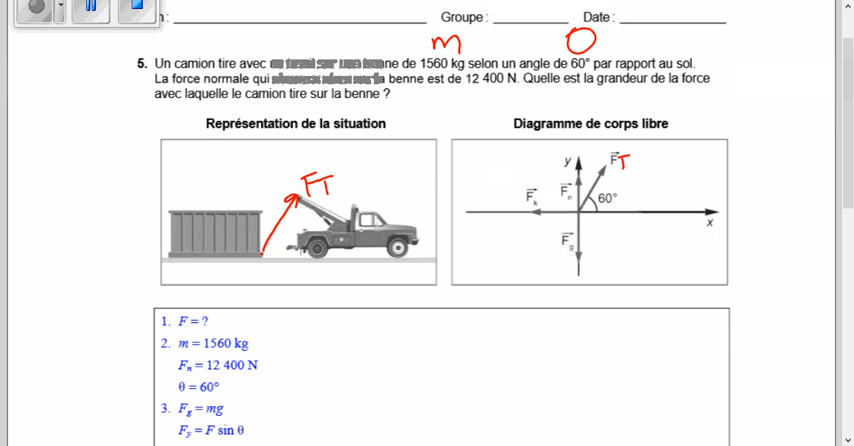 Groupe : Date :
m θ
5. Un camion tire avec benne de 1560 kg selon un angle de 60° par rapport au sol.
La force normale qui la benne est de 12 400 N. Quelle est la grandeur de la force
avec laquelle le camion tire sur la benne ?
Représentation de la situation
Diagramme de corps libre
FT
y
FT
Fk
Fn
60°
x
Fg
1. F = ?
2. m = 1560 kg
Fn = 12 400 N
θ = 60°
3. Fg = mg
Fy = F sin θ